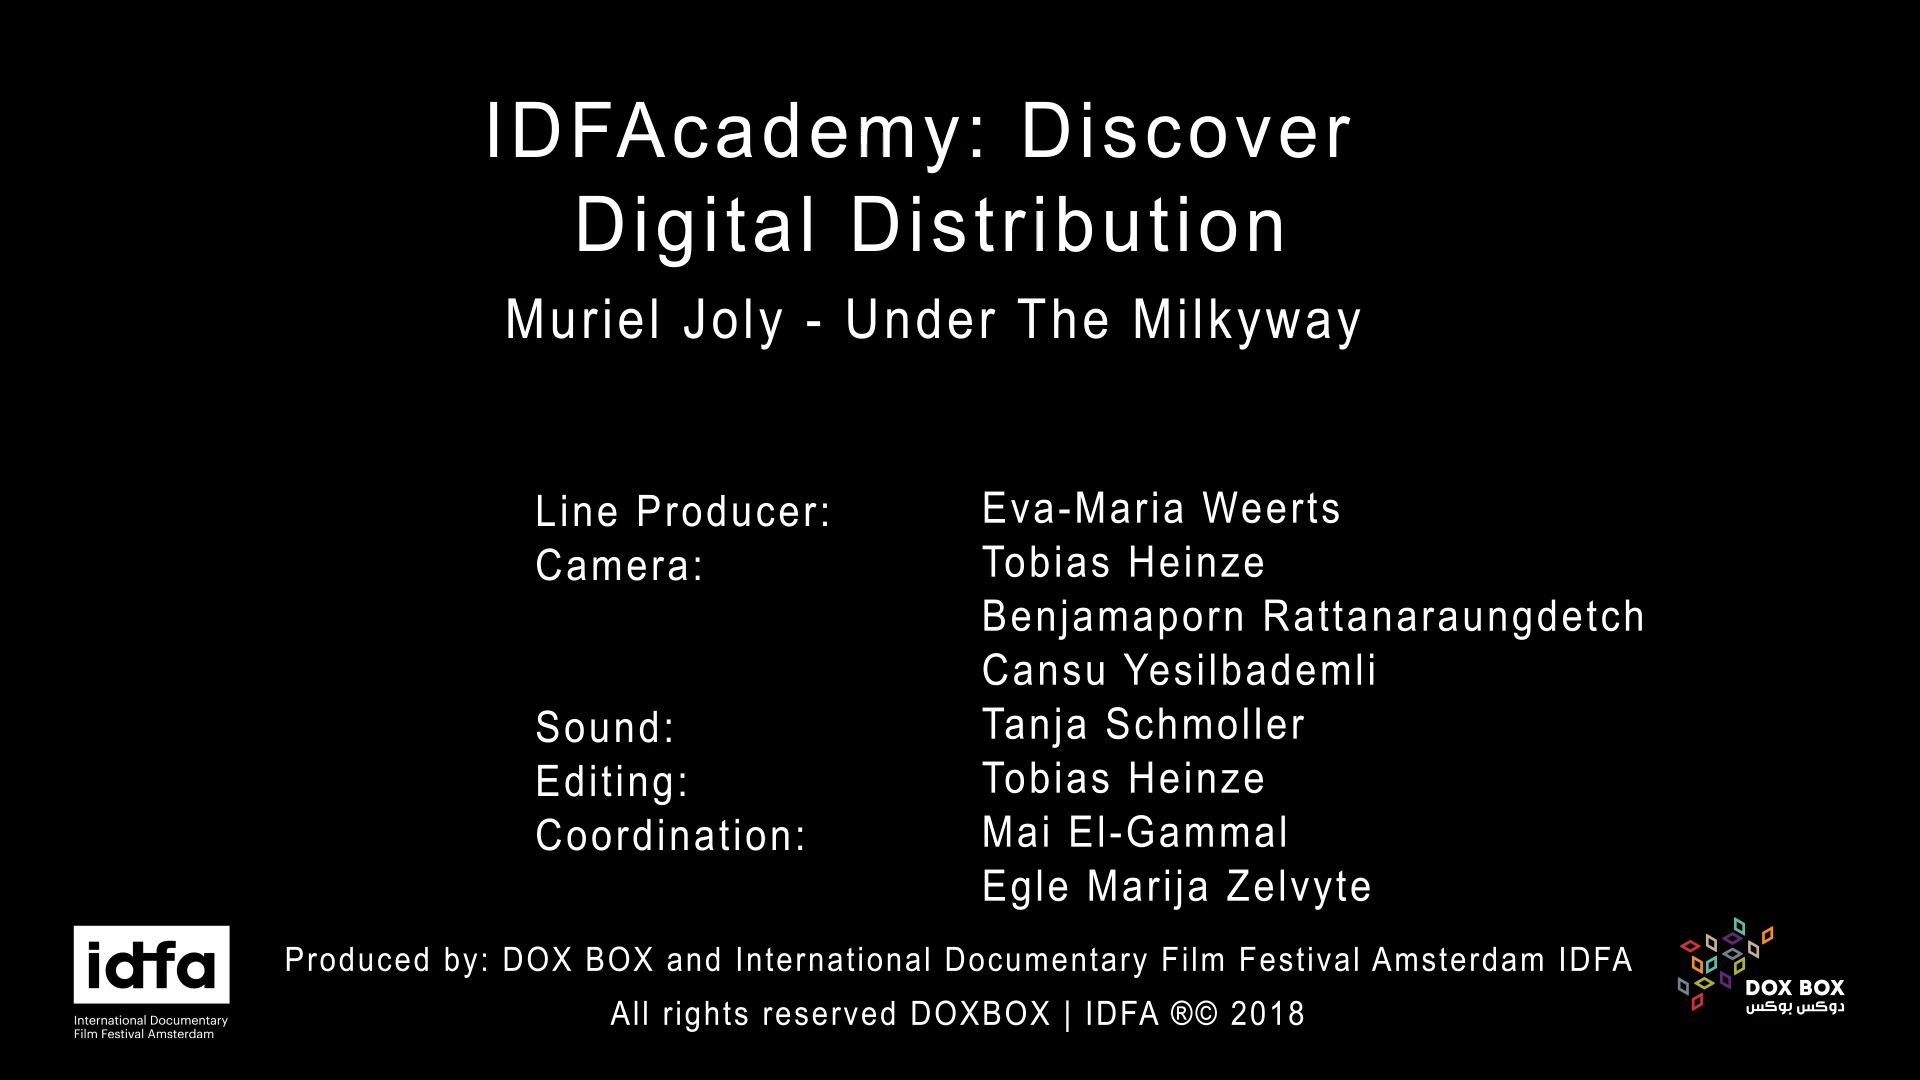 IDFAcademy: Discover
Digital Distribution
Muriel Joly - Under The Milkyway
Line Producer: Eva-Maria Weerts
Camera: Tobias Heinze
Benjamaporn Rattanaraungdetch
Cansu Yesilbademli
Sound: Tanja Schmoller
Editing: Tobias Heinze
Coordination: Mai El-Gammal
Egle Marija Zelvyte
idfa
International Documentary
Film Festival Amsterdam
Produced by: DOX BOX and International Documentary Film Festival Amsterdam IDFA
All rights reserved DOXBOX | IDFA ®© 2018
DOX BOX
دوكس بوكس